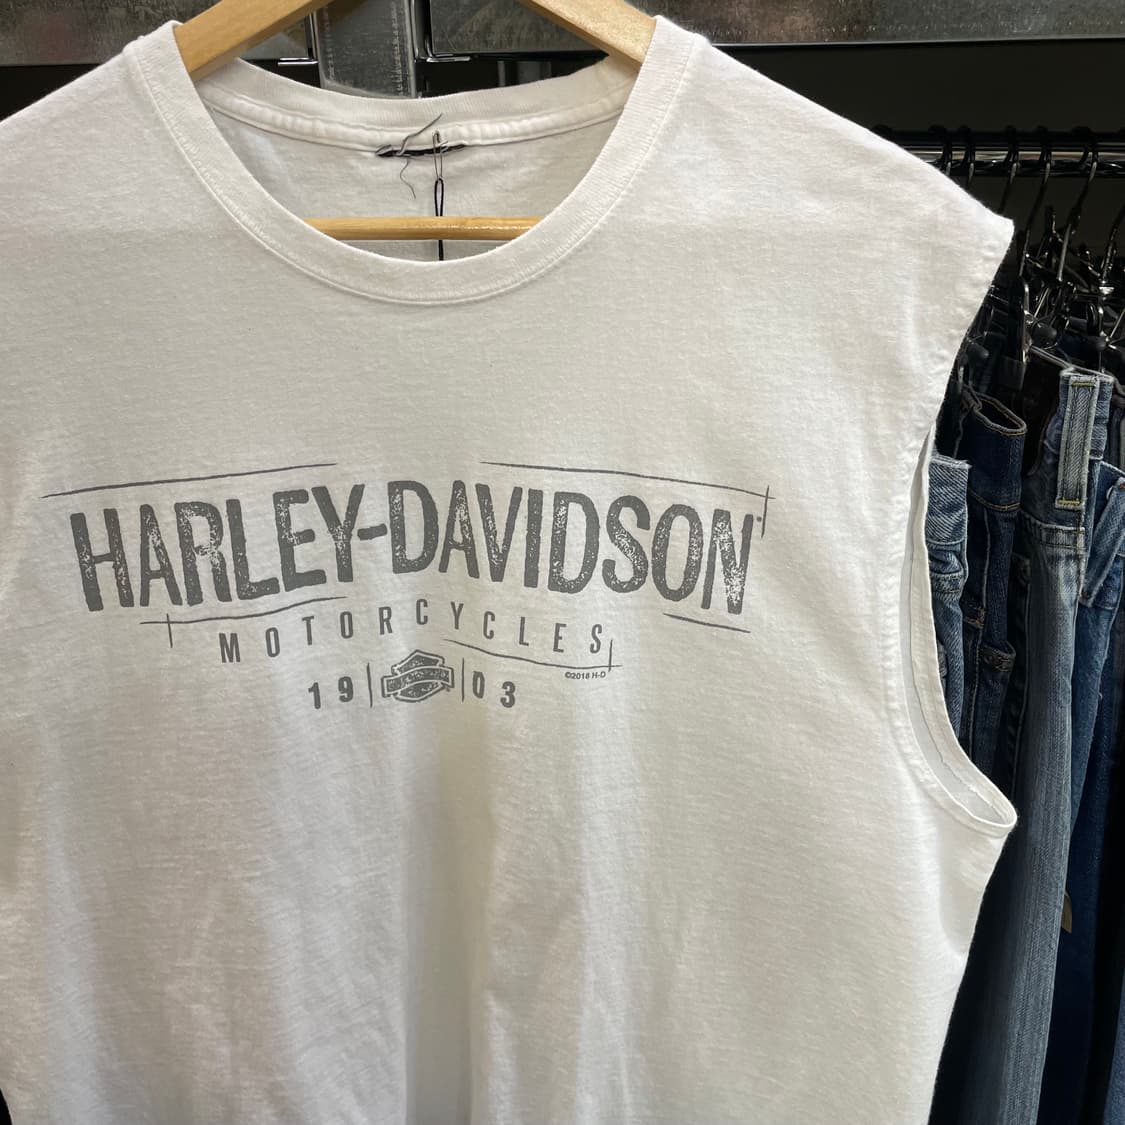 HARLEY-DAVIDSON
MOTORCYCLES
©2018 H-D
19 03